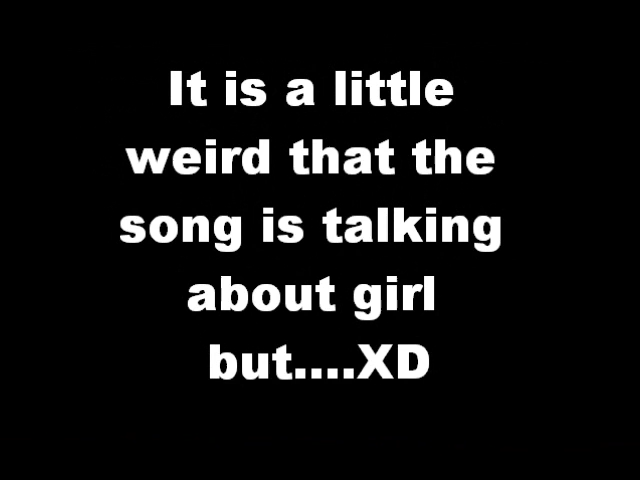 It is a little
weird that the
song is talking
about girl
but....XD